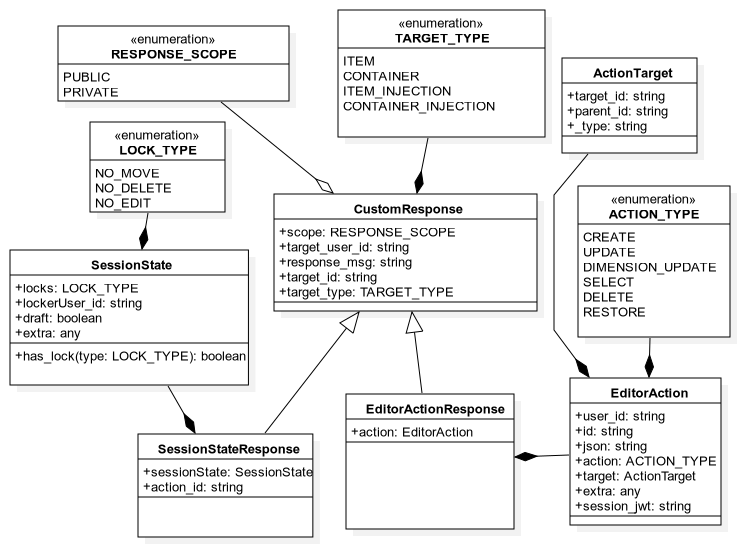 «enumeration»
RESPONSE_SCOPE
PUBLIC
PRIVATE
«enumeration»
TARGET_TYPE
ITEM
CONTAINER
ITEM_INJECTION
CONTAINER_INJECTION
ActionTarget
+target_id: string
+parent_id: string
+_type: string
«enumeration»
LOCK_TYPE
NO_MOVE
NO_DELETE
NO_EDIT
CustomResponse
+scope: RESPONSE_SCOPE
+target_user_id: string
+response_msg: string
+target_id: string
+target_type: TARGET_TYPE
«enumeration»
ACTION_TYPE
CREATE
UPDATE
DIMENSION_UPDATE
SELECT
DELETE
RESTORE
SessionState
+locks: LOCK_TYPE
+lockerUser_id: string
+draft: boolean
+extra: any
+has_lock(type: LOCK_TYPE): boolean
EditorActionResponse
+action: EditorAction
EditorAction
+user_id: string
+id: string
+json: string
+action: ACTION_TYPE
+target: ActionTarget
+extra: any
+session_jwt: string
SessionStateResponse
+sessionState: SessionState
+action_id: string